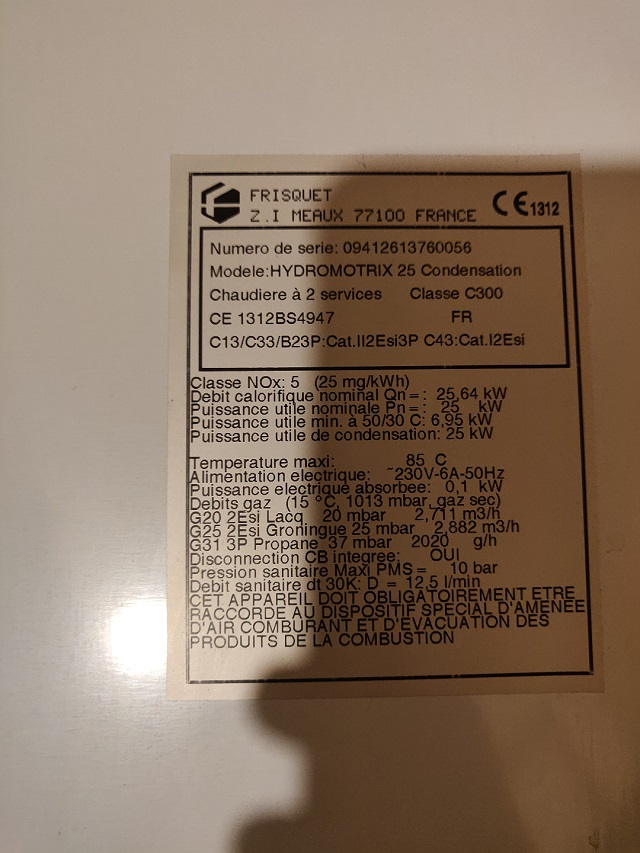 FRISQUET
Z.I MEAUX 77100 FRANCE
CE 1312
Numero de serie: 09412613760056
Modele:HYDROMOTRIX 25 Condensation
Chaudiere à 2 services Classe C300
CE 1312BS4947 FR
C13/C33/B23P:Cat.II2Esi3P C43:Cat.I2Esi
Classe NOx: 5 (25 mg/kWh)
Debit calorifique nominal Qn = : 25,64 kW
Puissance utile nominale Pn = : 25 kW
Puissance utile min. à 50/30 C: 6,95 kW
Puissance utile de condensation: 25 kW
Temperature maxi: 85 C
Alimentation electrique: ~230V-6A-50Hz
Puissance electrique absorbee: 0,1 kW
Debits gaz (15 °C, 1013 mbar, gaz sec)
G20 2Esi Lacq 20 mbar 2,711 m3/h
G25 2Esi Groningue 25 mbar 2,882 m3/h
G31 3P Propane 37 mbar 2020 g/h
Disconnection CB integree: OUI
Pression sanitaire Maxi PMS = 10 bar
Debit sanitaire dt 30K: D = 12,5 l/min
CET APPAREIL DOIT OBLIGATOIREMENT ETRE
RACCORDE AU DISPOSITIF SPECIAL D'AMENEE
D'AIR COMBURANT ET D'EVACUATION DES
PRODUITS DE LA COMBUSTION